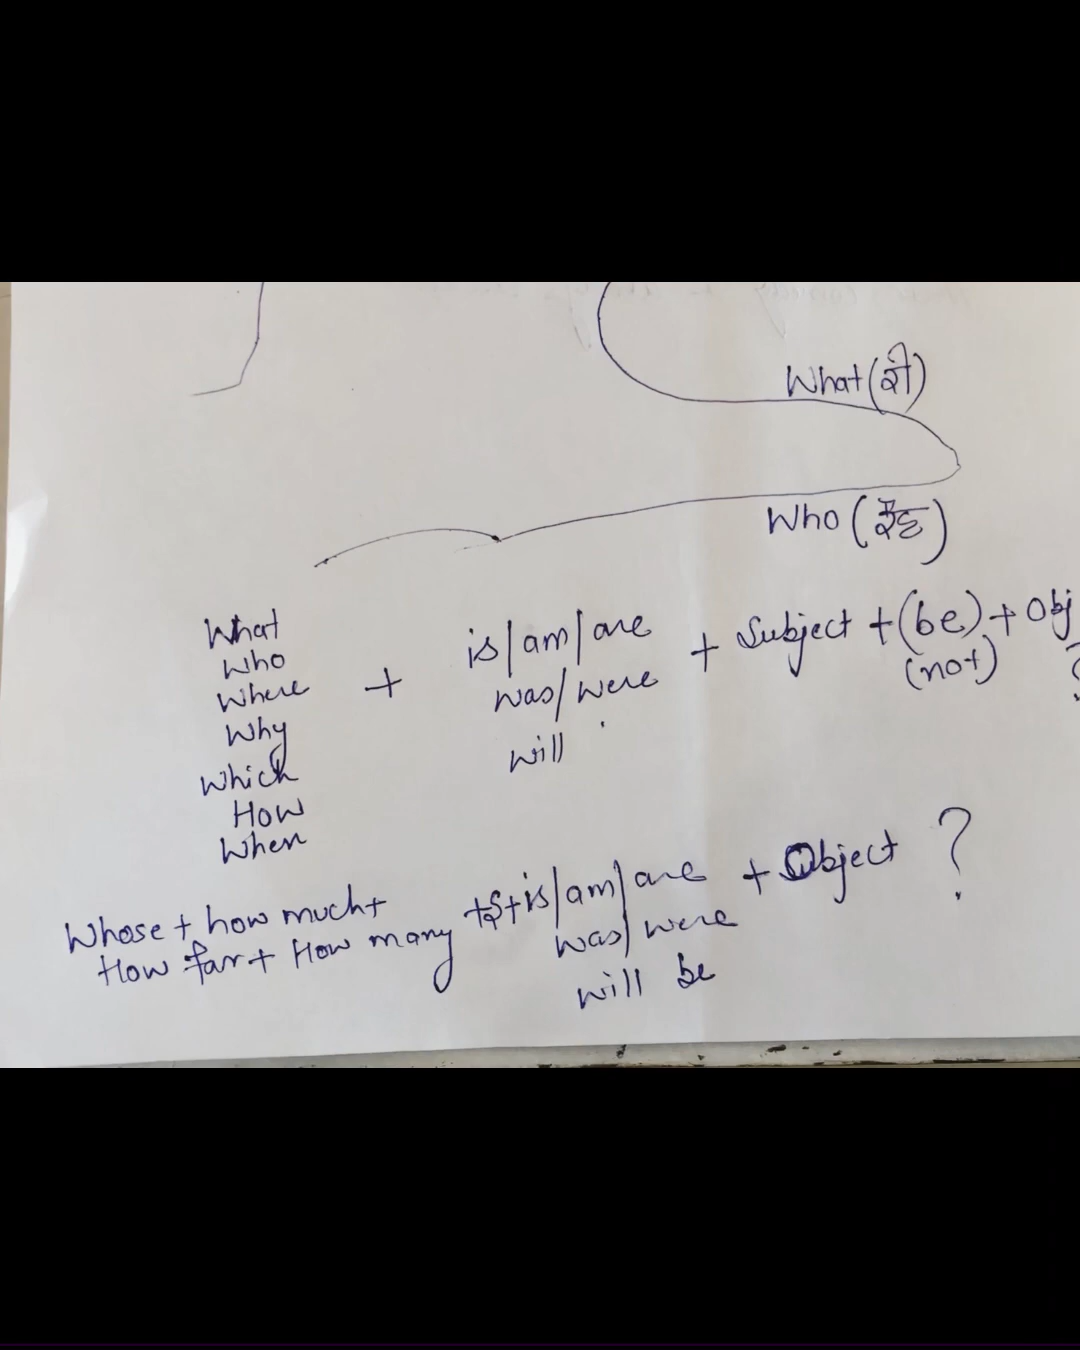 What (ਕੀ)
Who (ਕੌਣ)
What
Who
Where
Why
Which
How
When
+
is/am/are
was/were
will
+ Subject + (be) + Obj
(not)
?
Whose + how much +
How far + How many
+S+ is/am/are
was/were
will be
+ Object ?